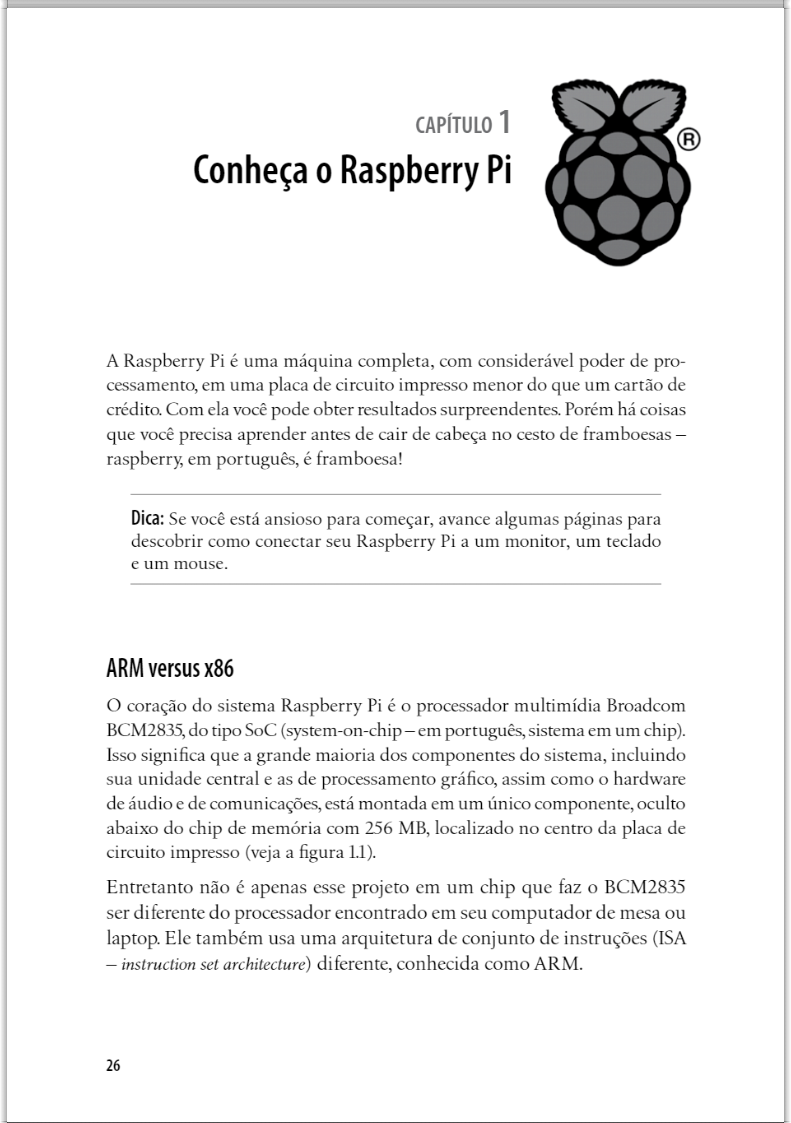 CAPÍTULO 1
Conheça o Raspberry Pi
®
A Raspberry Pi é uma máquina completa, com considerável poder de pro-
cessamento, em uma placa de circuito impresso menor do que um cartão de
crédito. Com ela você pode obter resultados surpreendentes. Porém há coisas
que você precisa aprender antes de cair de cabeça no cesto de framboesas –
raspberry, em português, é framboesa!
Dica: Se você está ansioso para começar, avance algumas páginas para
descobrir como conectar seu Raspberry Pi a um monitor, um teclado
e um mouse.
ARM versus x86
O coração do sistema Raspberry Pi é o processador multimídia Broadcom
BCM2835, do tipo SoC (system-on-chip – em português, sistema em um chip).
Isso significa que a grande maioria dos componentes do sistema, incluindo
sua unidade central e as de processamento gráfico, assim como o hardware
de áudio e de comunicações, está montada em um único componente, oculto
abaixo do chip de memória com 256 MB, localizado no centro da placa de
circuito impresso (veja a figura 1.1).
Entretanto não é apenas esse projeto em um chip que faz o BCM2835
ser diferente do processador encontrado em seu computador de mesa ou
laptop. Ele também usa uma arquitetura de conjunto de instruções (ISA
– instruction set architecture) diferente, conhecida como ARM.
26